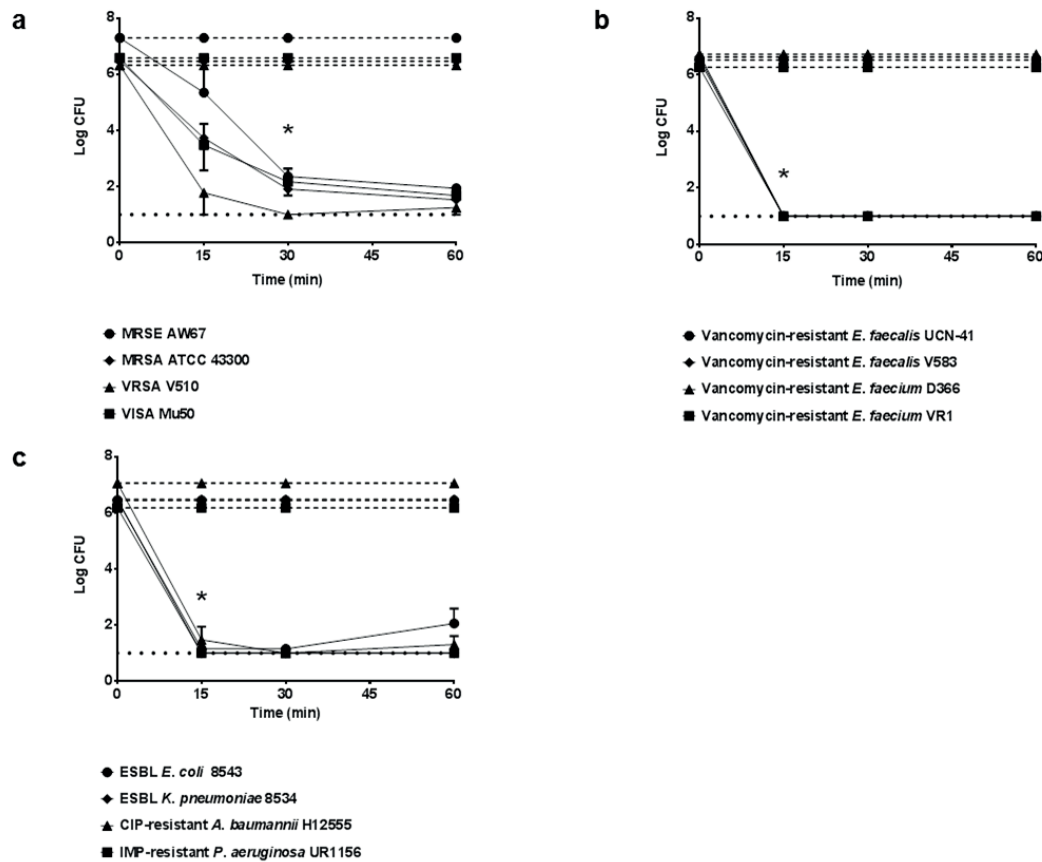 a
8
6
4
2
0
Log CFU
*
0 15 30 45 60
Time (min)
MRSE AW67
MRSA ATCC 43300
VRSA V510
VISA Mu50
b
8
6
4
2
0
Log CFU
*
0 15 30 45 60
Time (min)
Vancomycin-resistant E. faecalis UCN-41
Vancomycin-resistant E. faecalis V583
Vancomycin-resistant E. faecium D366
Vancomycin-resistant E. faecium VR1
c
8
6
4
2
0
Log CFU
*
0 15 30 45 60
Time (min)
ESBL E. coli 8543
ESBL K. pneumoniae 8534
CIP-resistant A. baumannii H12555
IMP-resistant P. aeruginosa UR1156